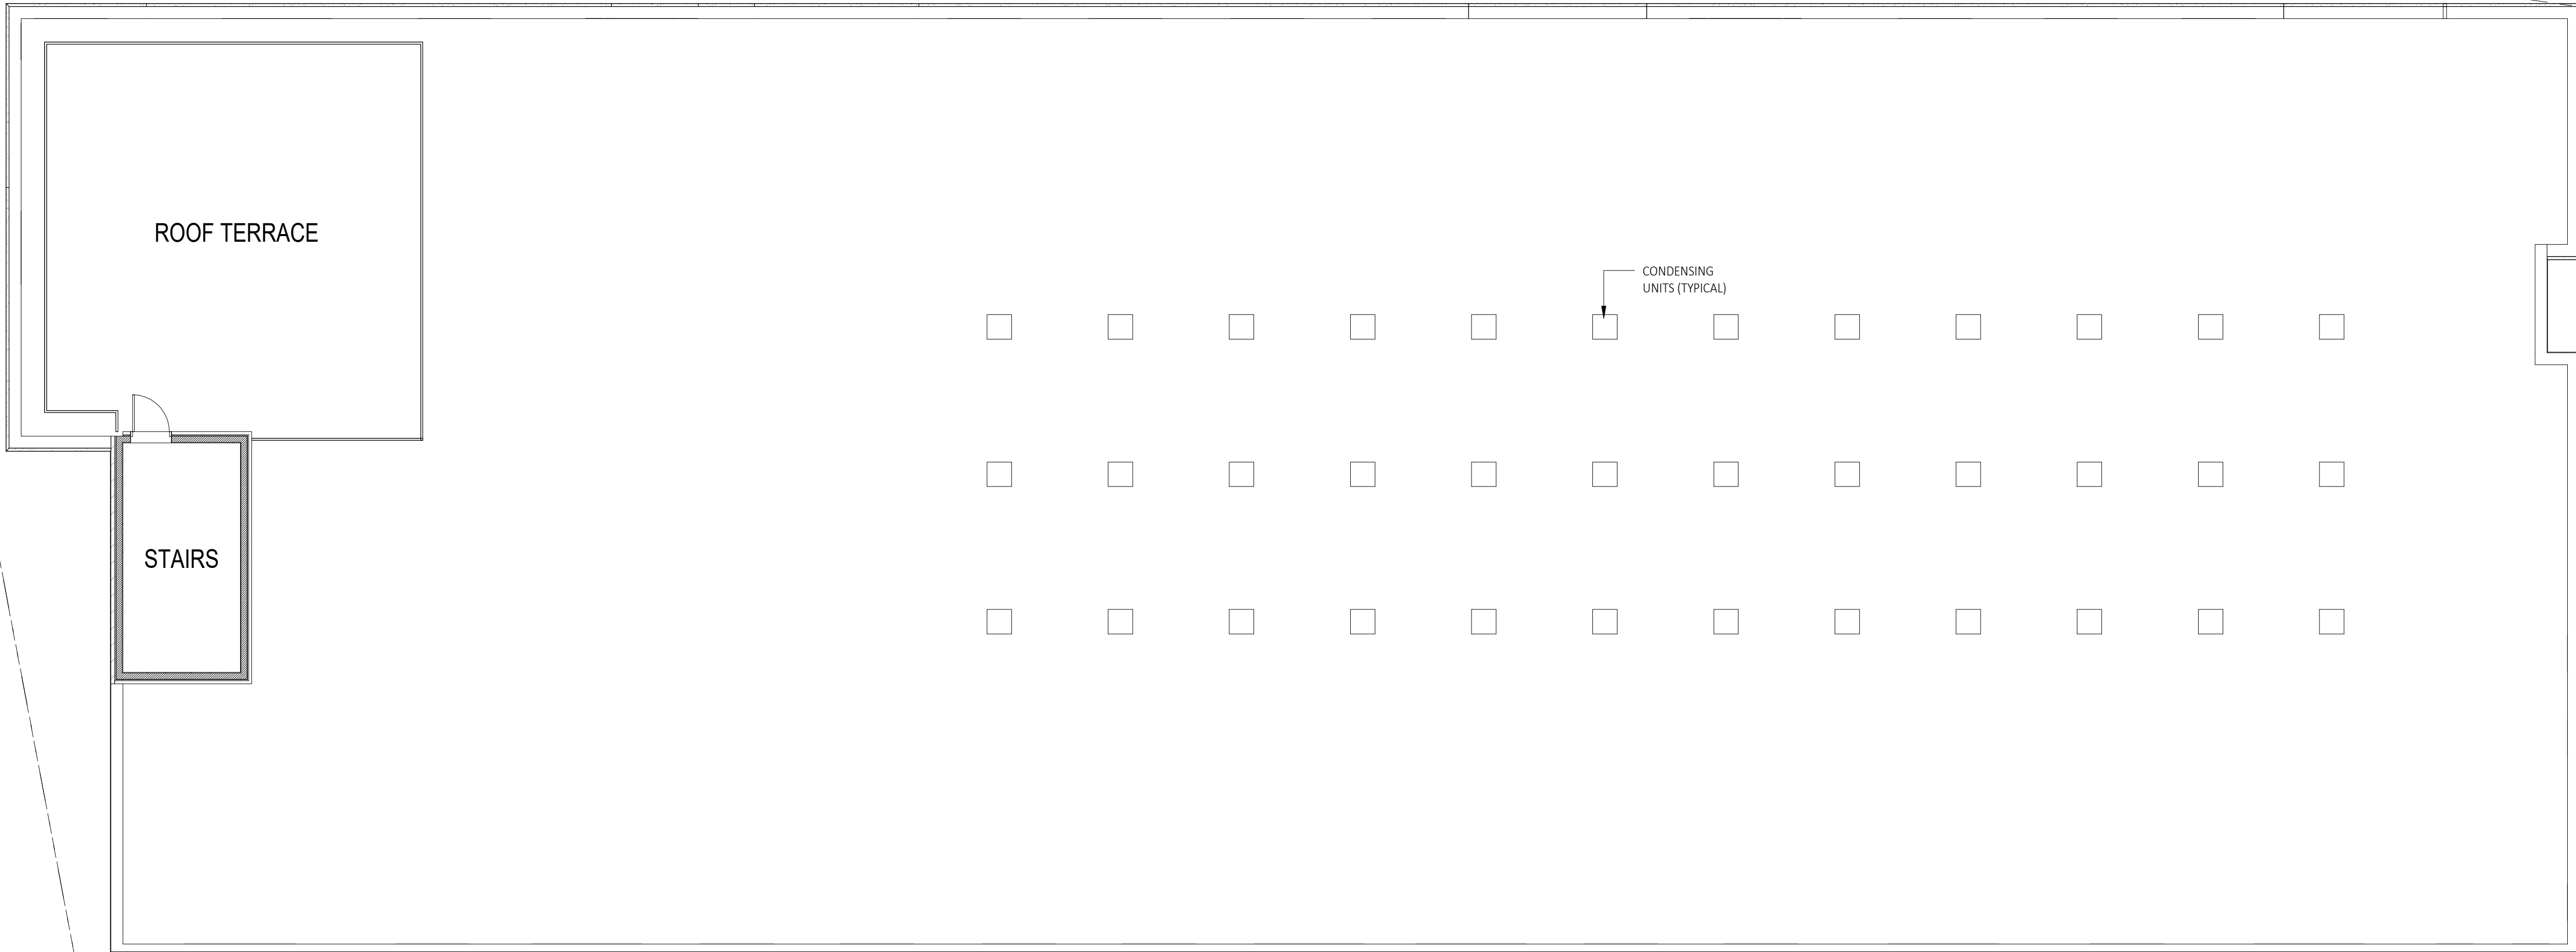 ROOF TERRACE
CONDENSING
UNITS (TYPICAL)
STAIRS